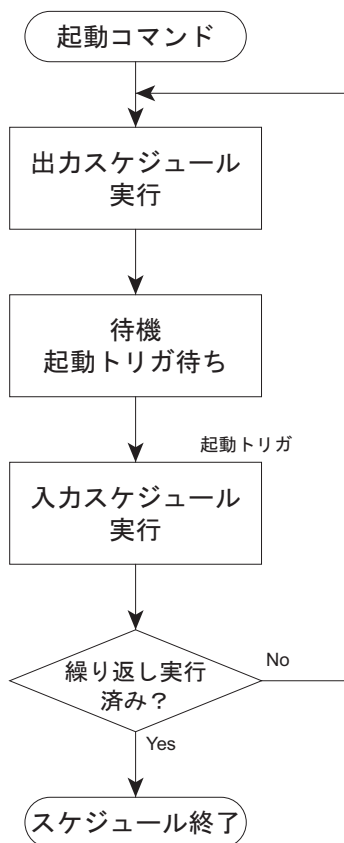 起動コマンド
出力スケジュール
実行
待機
起動トリガ待ち
起動トリガ
入力スケジュール
実行
繰り返し実行
済み？
No
Yes
スケジュール終了